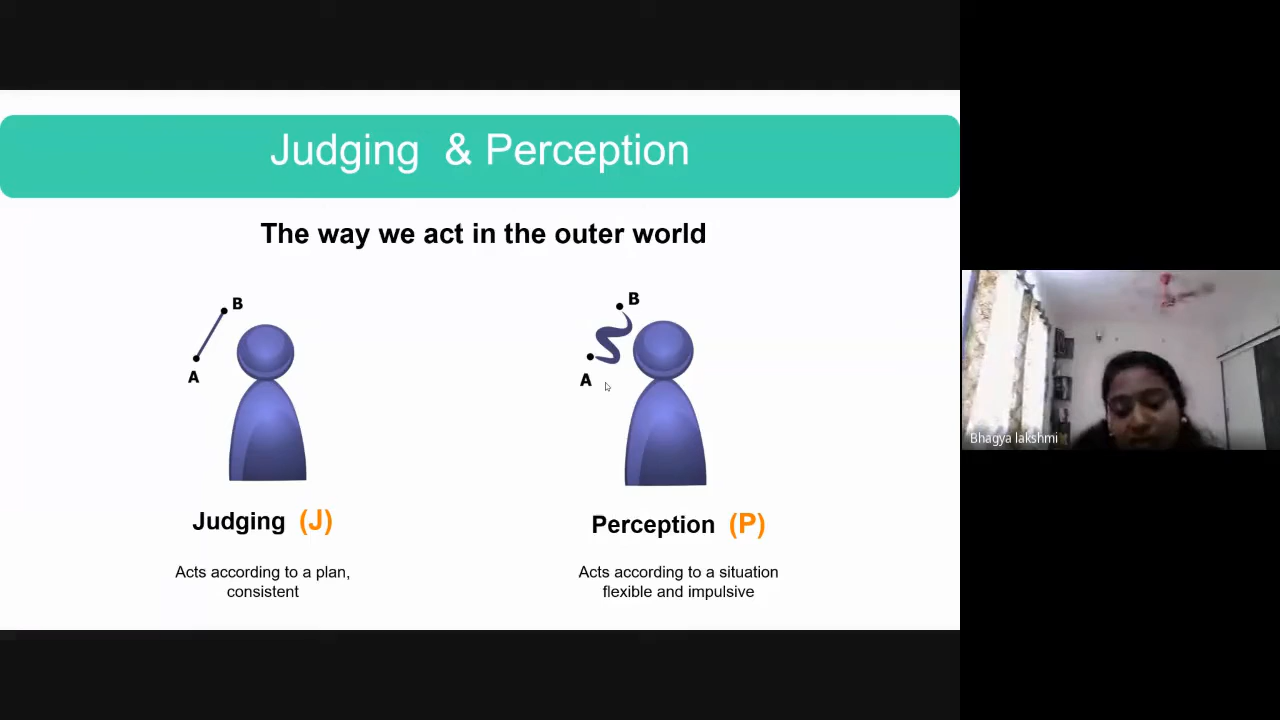 Judging & Perception
The way we act in the outer world
B
A
B
A
Judging (J)
Perception (P)
Acts according to a plan,
consistent
Acts according to a situation
flexible and impulsive
Bhagya lakshmi